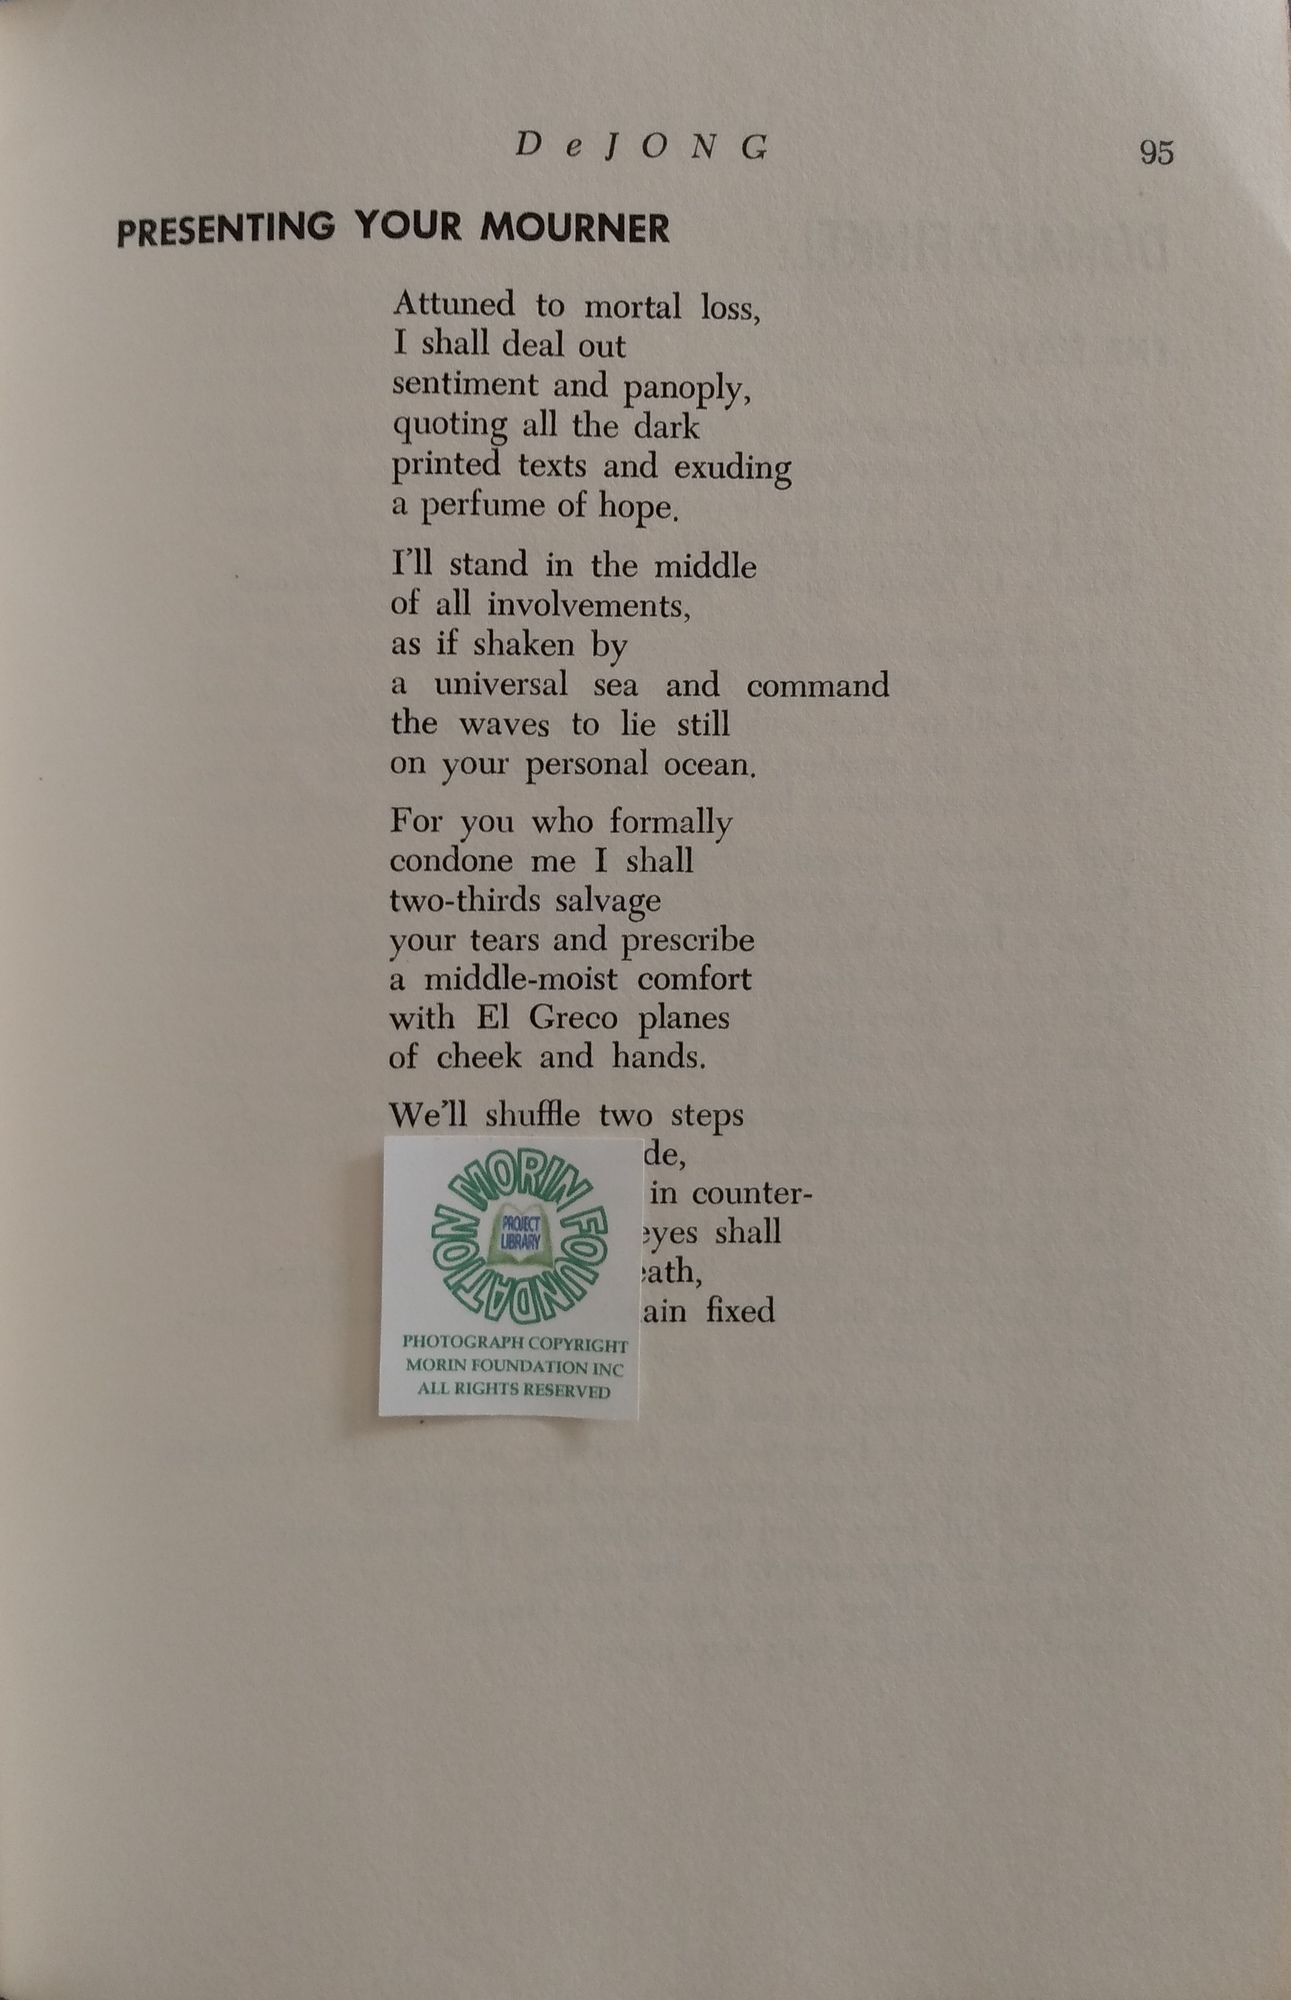 DeJONG
95
PRESENTING YOUR MOURNER
Attuned to mortal loss,
I shall deal out
sentiment and panoply,
quoting all the dark
printed texts and exuding
a perfume of hope.
I'll stand in the middle
of all involvements,
as if shaken by
a universal sea and command
the waves to lie still
on your personal ocean.
For you who formally
condone me I shall
two-thirds salvage
your tears and prescribe
a middle-moist comfort
with El Greco planes
of cheek and hands.
We'll shuffle two steps
in counter-
shall
fixed
MORIN FOUNDATION
PROJECT
LIBRARY
PHOTOGRAPH COPYRIGHT
MORIN FOUNDATION INC
ALL RIGHTS RESERVED